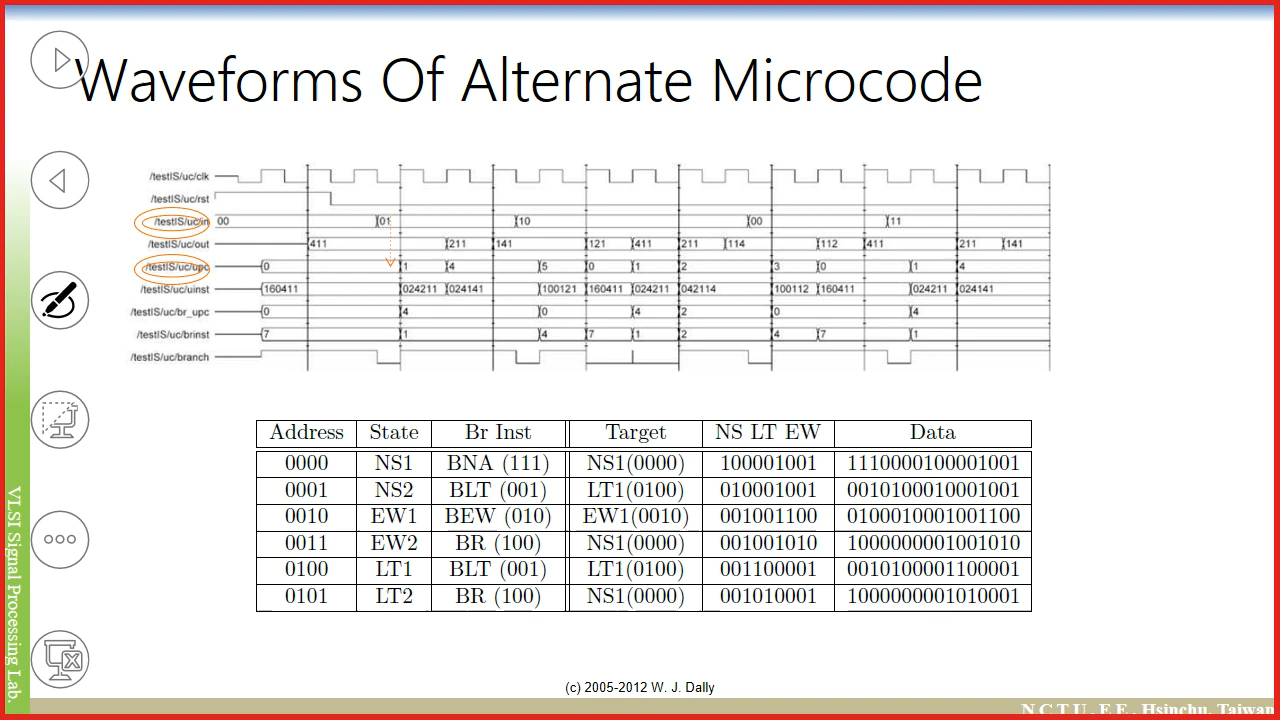 Waveforms Of Alternate Microcode
/testIS/uc/clk
/testIS/uc/rst
/testIS/uc/in 00 01 10 00 11
/testIS/uc/out 411 211 141 121 411 211 114 112 411 211 141
/testIS/uc/upc 0 1 4 5 0 1 2 3 0 1 4
/testIS/uc/uinst 160411 024211 024141 100121 160411 024211 042114 100112 160411 024211 024141
/testIS/uc/br_upc 0 4 0 4 2 0 4
/testIS/uc/brinst 7 1 4 7 1 2 4 7 1
/testIS/uc/branch
Address State Br Inst Target NS LT EW Data
0000 NS1 BNA (111) NS1(0000) 100001001 1110000100001001
0001 NS2 BLT (001) LT1(0100) 010001001 0010100010001001
0010 EW1 BEW (010) EW1(0010) 001001100 0100010001001100
0011 EW2 BR (100) NS1(0000) 001001010 1000000001001010
0100 LT1 BLT (001) LT1(0100) 001100001 0010100001100001
0101 LT2 BR (100) NS1(0000) 001010001 1000000001010001
VLSI Signal Processing Lab.
(c) 2005-2012 W. J. Dally
N C T U . E E . Hsinchu, Taiwan